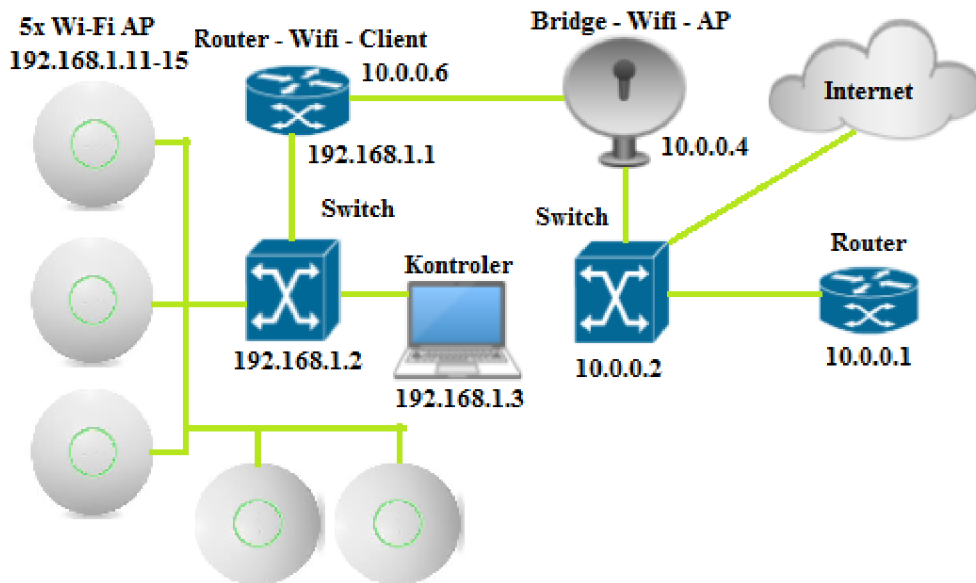 5x Wi-Fi AP
192.168.1.11-15
Router - Wifi - Client
10.0.0.6
192.168.1.1
Bridge - Wifi - AP
10.0.0.4
Internet
Switch
192.168.1.2
Kontroler
192.168.1.3
Switch
10.0.0.2
Router
10.0.0.1